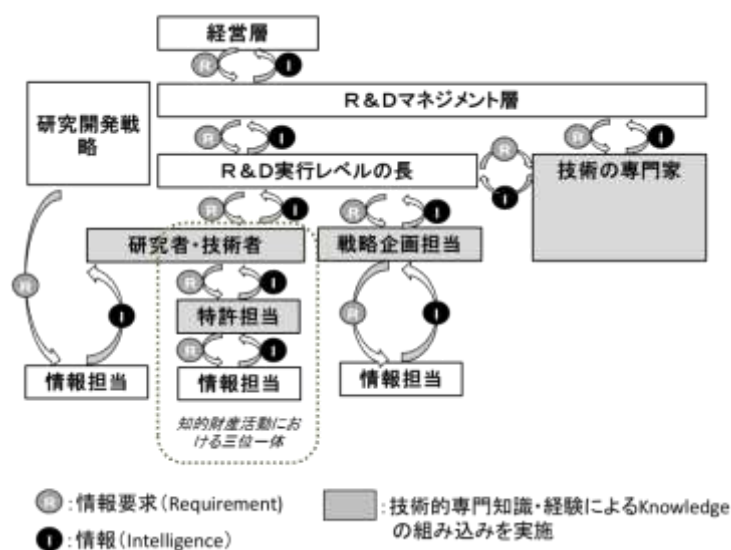 経営層
R
I
研究開発戦
略
R&Dマネジメント層
R
I
R
I
R&D実行レベルの長
R
I
技術の専門家
R
I
R
I
研究者・技術者
戦略企画担当
R
I
R
I
特許担当
R
I
R
I
情報担当
情報担当
情報担当
知的財産活動にお
ける三位一体
R
:情報要求(Requirement)
I
:情報(Intelligence)
:技術的専門知識・経験によるKnowledge
の組み込みを実施